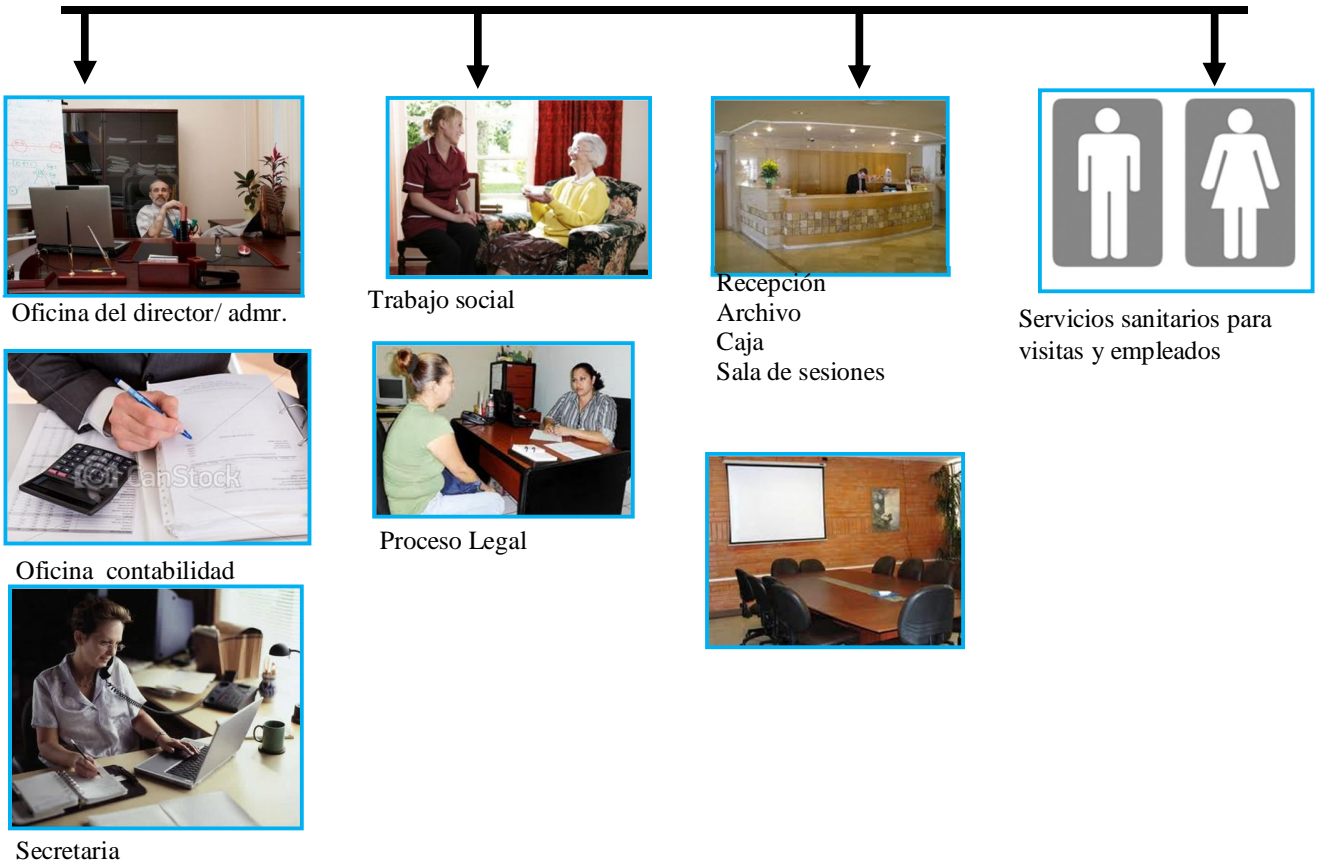 Oficina del director/ admr.
Oficina contabilidad
Secretaria
Trabajo social
Proceso Legal
Recepción
Archivo
Caja
Sala de sesiones
Servicios sanitarios para
visitas y empleados